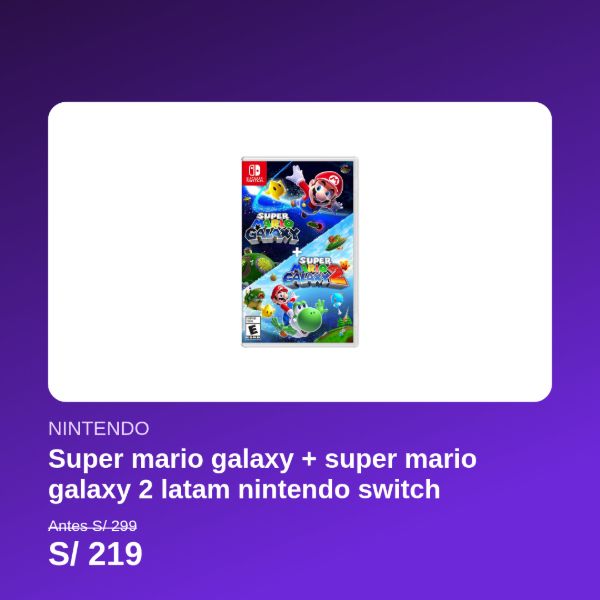 SUPER
MARIO
GALAXY
+
SUPER
MARIO
GALAXY 2
E
NINTENDO
Super mario galaxy + super mario
galaxy 2 latam nintendo switch
Antes S/ 299
S/ 219